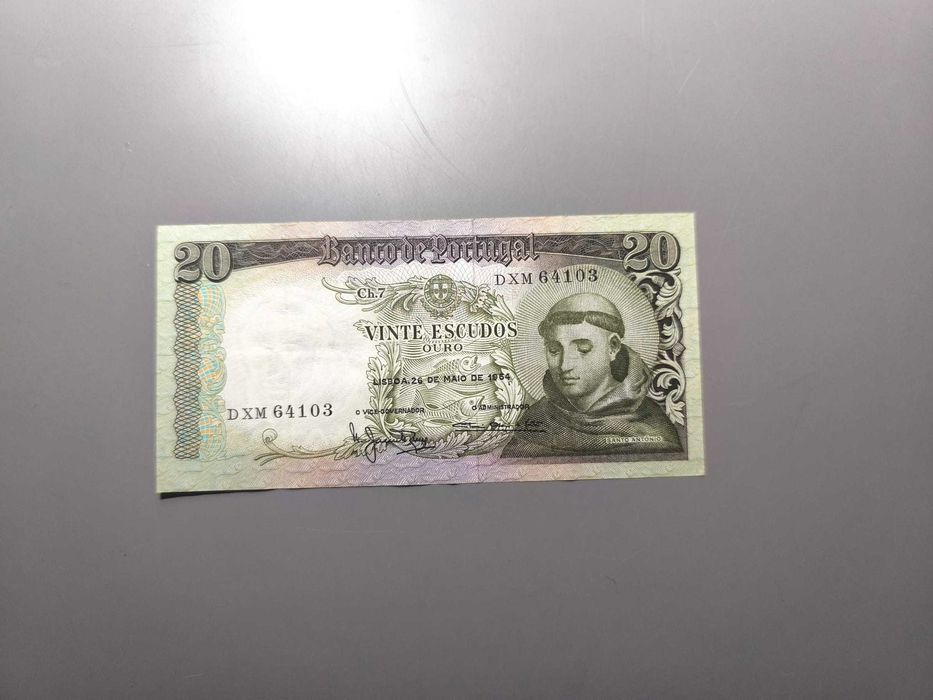 20 Banco de Portugal 20
DXM 64103
Ch.7
VINTE ESCUDOS
OURO
LISBOA, 26 DE MAIO DE 1964
DXM 64103
O VICE-GOVERNADOR O ADMINISTRADOR
SANTO ANTÓNIO